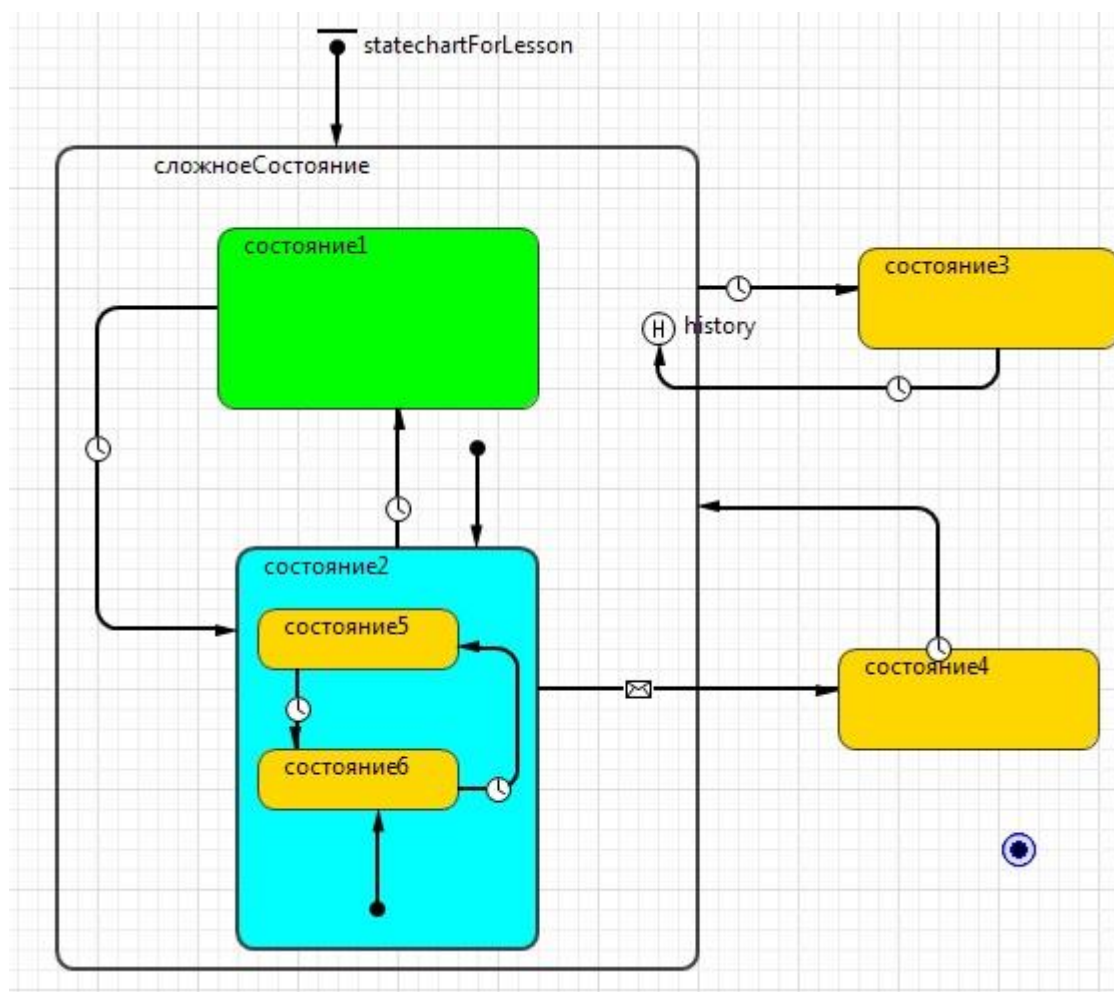 statechartForLesson
сложноеСостояние
состояние1
состояние3
H history
состояние2
состояние5
состояние4
состояние6